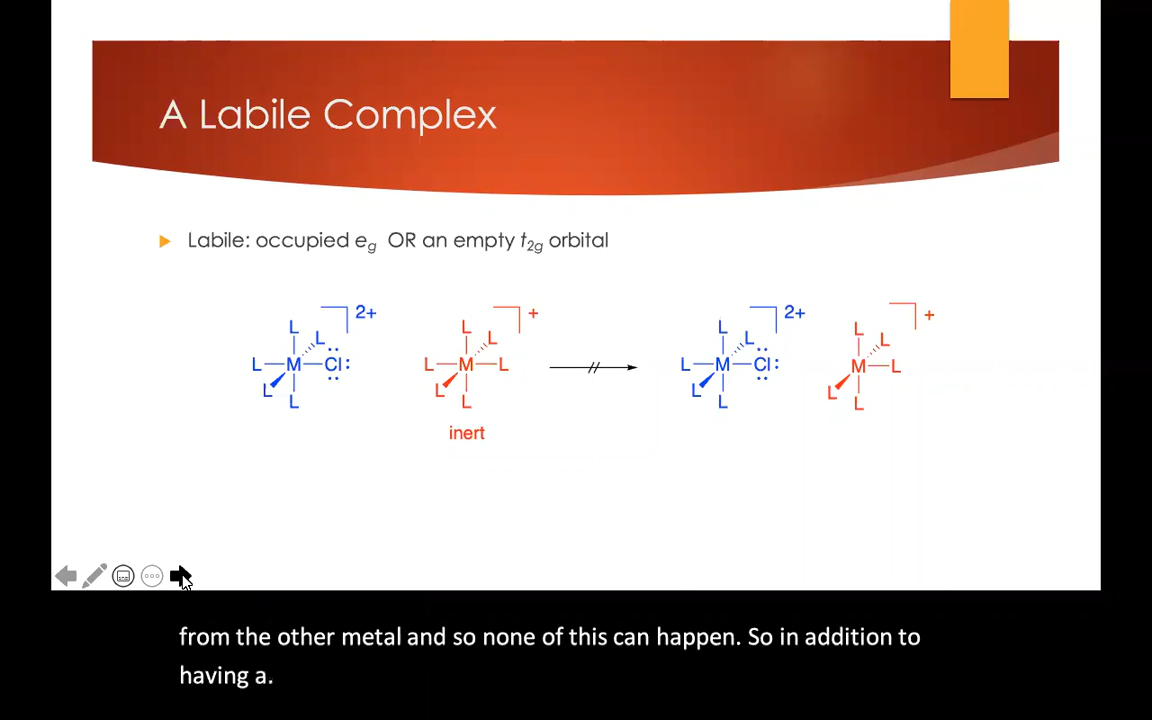 A Labile Complex
Labile: occupied eg OR an empty t2g orbital
2+ + 2+ +
L L L L
L L L L
L M Cl: L M L L M Cl: L M L
L L L L
L L L L
inert
from the other metal and so none of this can happen. So in addition to
having a.